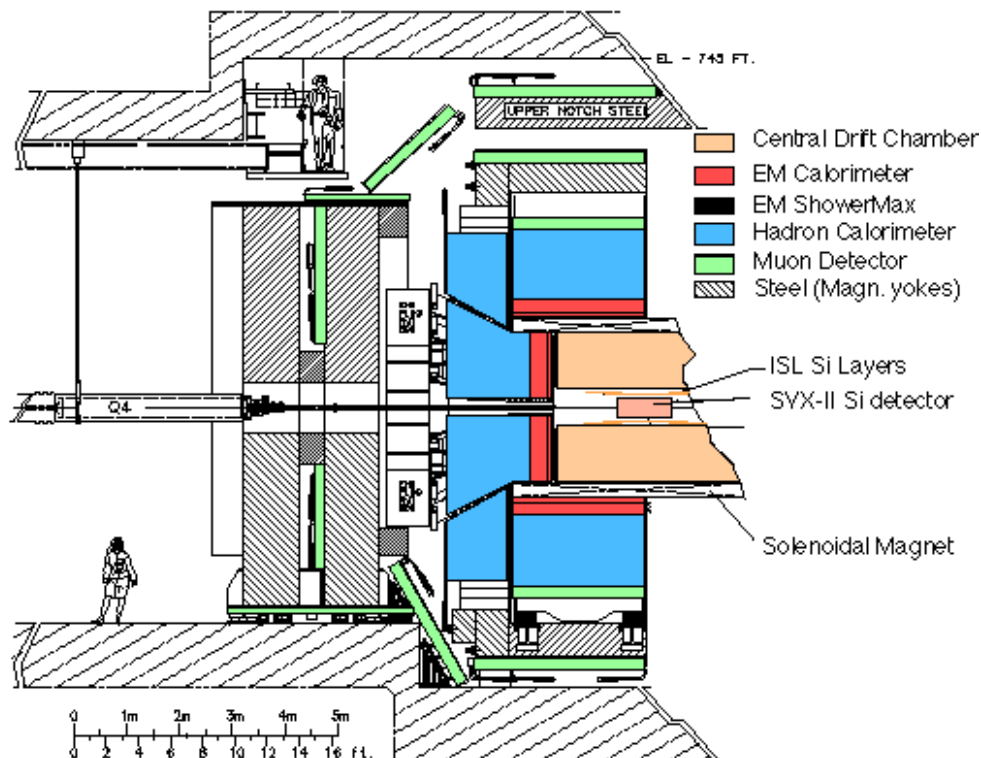 EL - 745 FT.
UPPER NOTCH STEEL
Central Drift Chamber
EM Calorimeter
EM ShowerMax
Hadron Calorimeter
Muon Detector
Steel (Magn. yokes)
ISL Si Layers
SVX-II Si detector
Q4
Solenoidal Magnet
0 1m 2m 3m 4m 5m
0 2 4 6 8 10 12 14 16 ft.